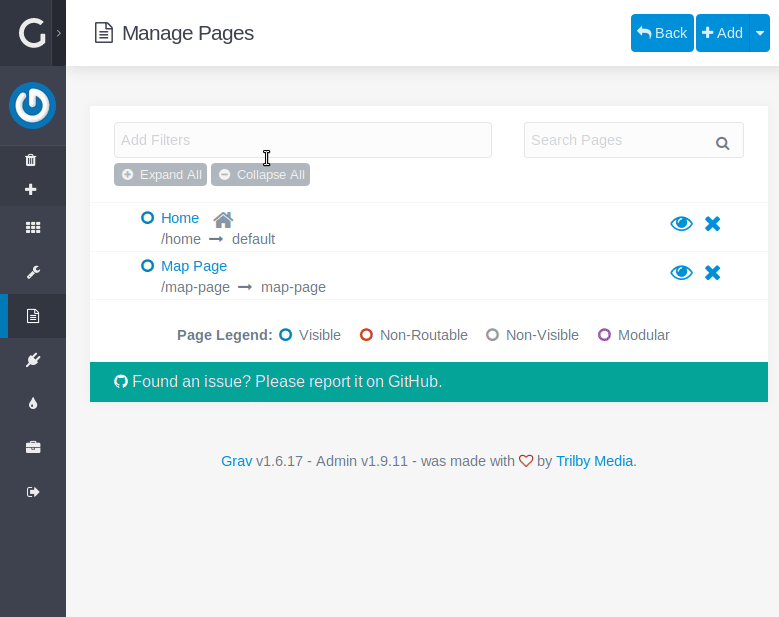 Manage Pages
Back
Add
Add Filters
Search Pages
Expand All
Collapse All
Home
/home → default
Map Page
/map-page → map-page
Page Legend: Visible Non-Routable Non-Visible Modular
Found an issue? Please report it on GitHub.
Grav v1.6.17 - Admin v1.9.11 - was made with ♡ by Trilby Media.